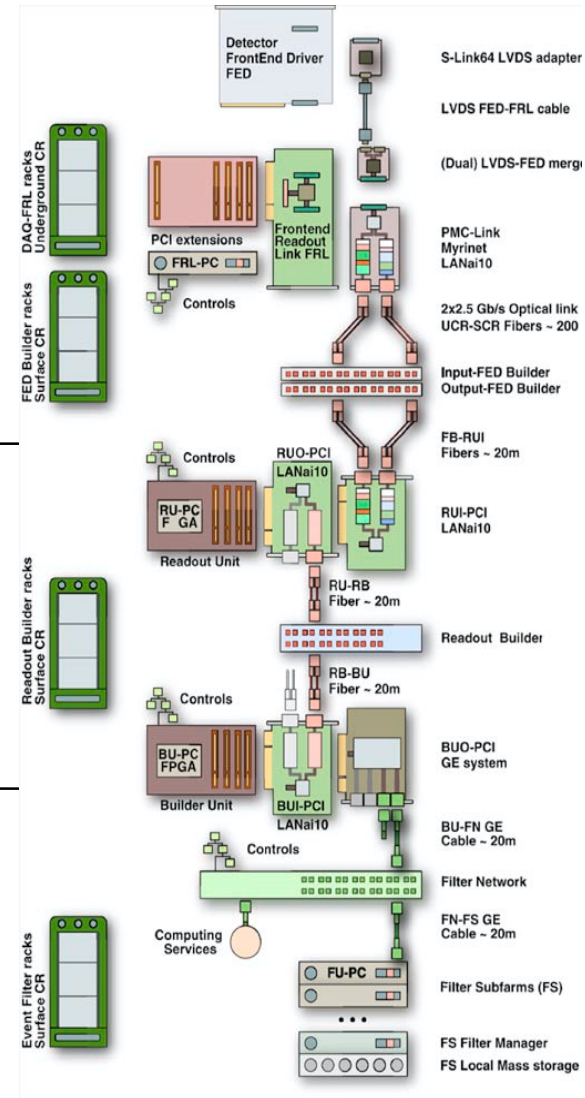 Detector
FrontEnd Driver
FED
S-Link64 LVDS adapter
LVDS FED-FRL cable
(Dual) LVDS-FED merge
DAQ-FRL racks
Underground CR
PCI extensions
Frontend
Readout
Link FRL
FRL-PC
Controls
PMC-Link
Myrinet
LANai10
FED Builder racks
Surface CR
2x2.5 Gb/s Optical link
UCR-SCR Fibers ~ 200
Input-FED Builder
Output-FED Builder
FB-RUI
Fibers ~ 20m
Controls
RUO-PCI
LANai10
RU-PC
F GA
Readout Unit
RUI-PCI
LANai10
RU-RB
Fiber ~ 20m
Readout Builder racks
Surface CR
Readout Builder
RB-BU
Fiber ~ 20m
Controls
BU-PC
FPGA
Builder Unit
BUI-PCI
LANai10
BUO-PCI
GE system
BU-FN GE
Cable ~ 20m
Controls
Filter Network
Computing
Services
FN-FS GE
Cable ~ 20m
Event Filter racks
Surface CR
FU-PC
Filter Subfarms (FS)
FS Filter Manager
FS Local Mass storage